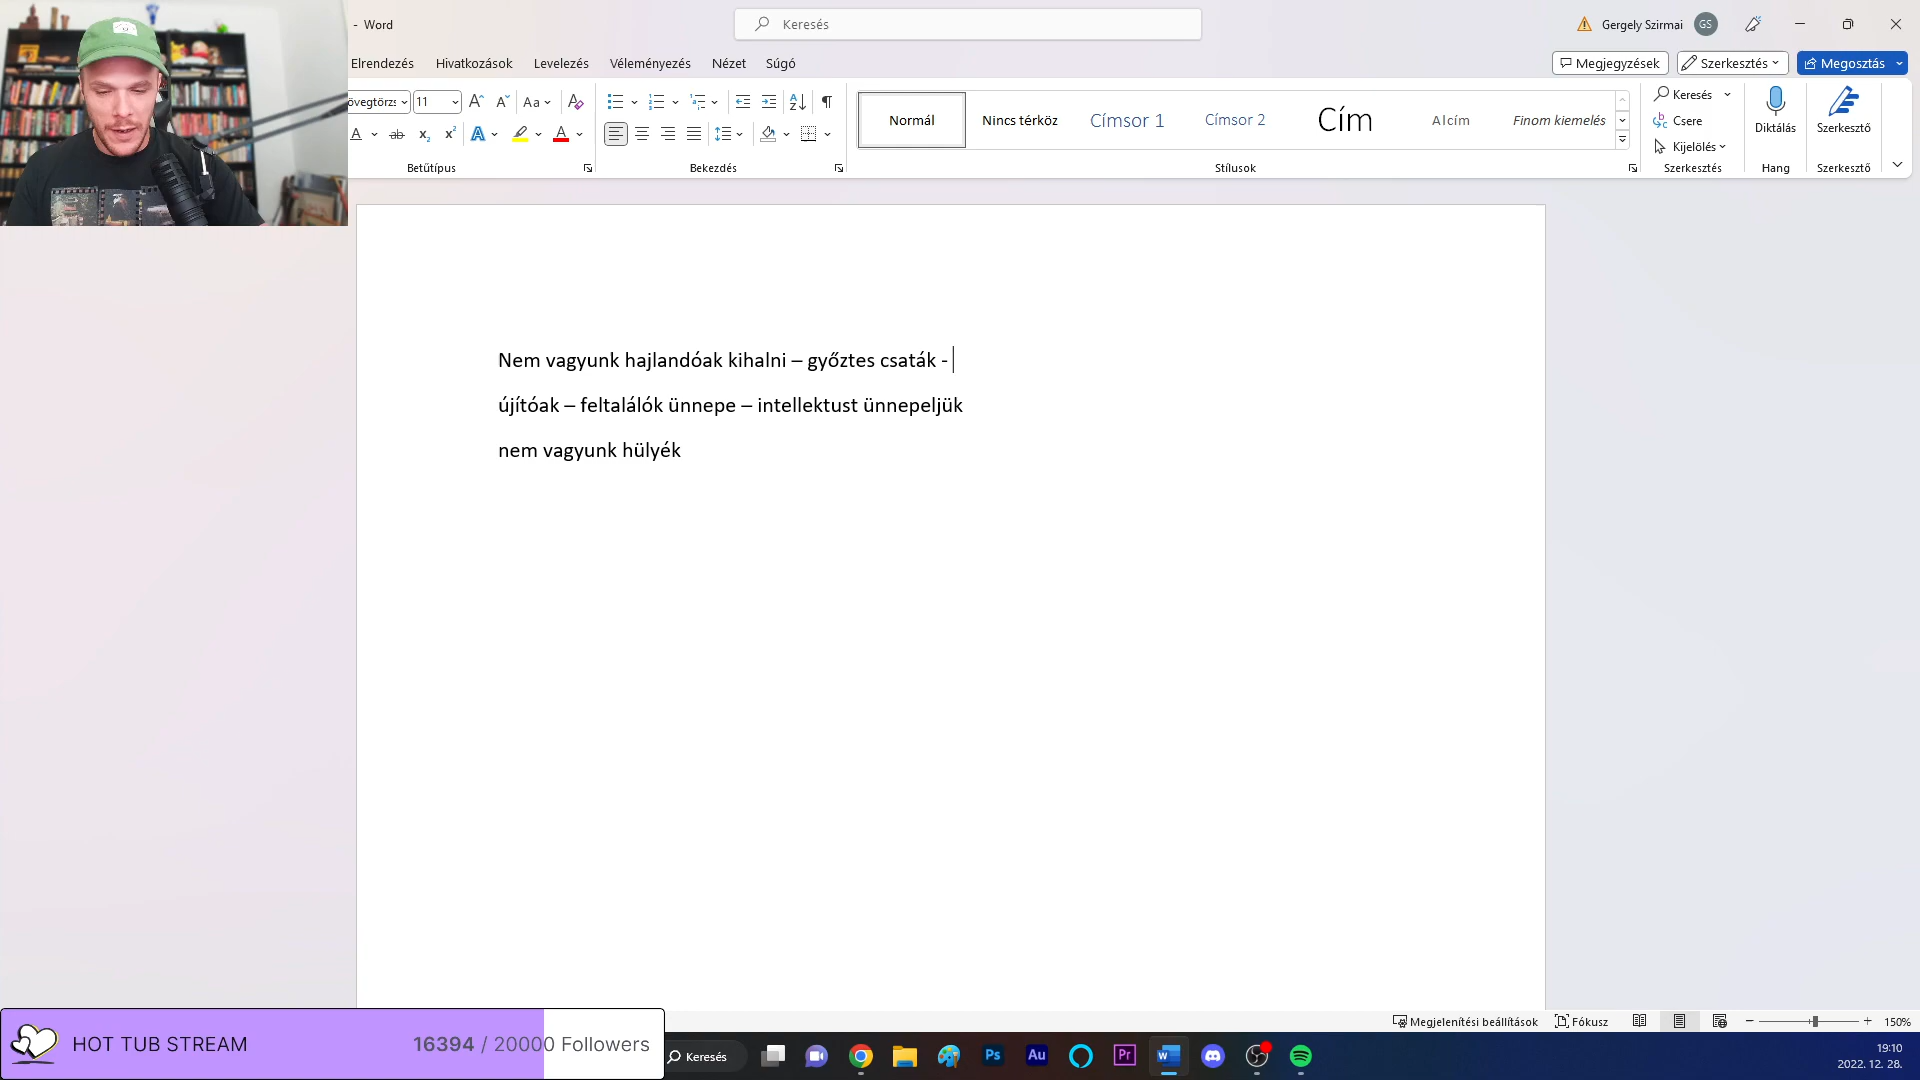 - Word
Keresés
Gergely Szirmai
GS
Elrendezés Hivatkozások Levelezés Véleményezés Nézet Súgó
Megjegyzések Szerkesztés Megosztás
11
Normál
Nincs térköz
Címsor 1
Címsor 2
Cím
Alcím
Finom kiemelés
Keresés
Csere
Kijelölés
Diktálás
Szerkesztő
Betűtípus
Bekezdés
Stílusok
Szerkesztés
Hang
Szerkesztő
Nem vagyunk hajlandóak kihalni – győztes csaták -
újítóak – feltalálók ünnepe – intellektust ünnepeljük
nem vagyunk hülyék
Megjelenítési beállítások Fókusz 150%
HOT TUB STREAM 16394 / 20000 Followers
Keresés
Ps
Au
Pr
19:10
2022. 12. 28.